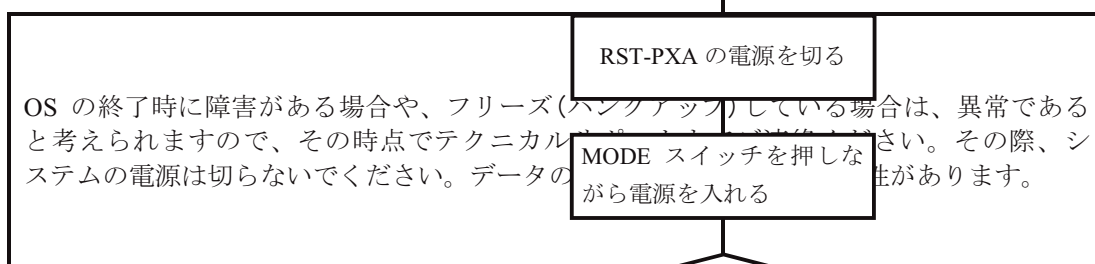 RST-PXA の電源を切る
OS の終了時に障害がある場合や、フリーズ(ハングアップ)している場合は、異常である
と考えられますので、その時点でテクニカル さい。その際、シ
MODE スイッチを押しな
ステムの電源は切らないでください。データの 性があります。
がら電源を入れる